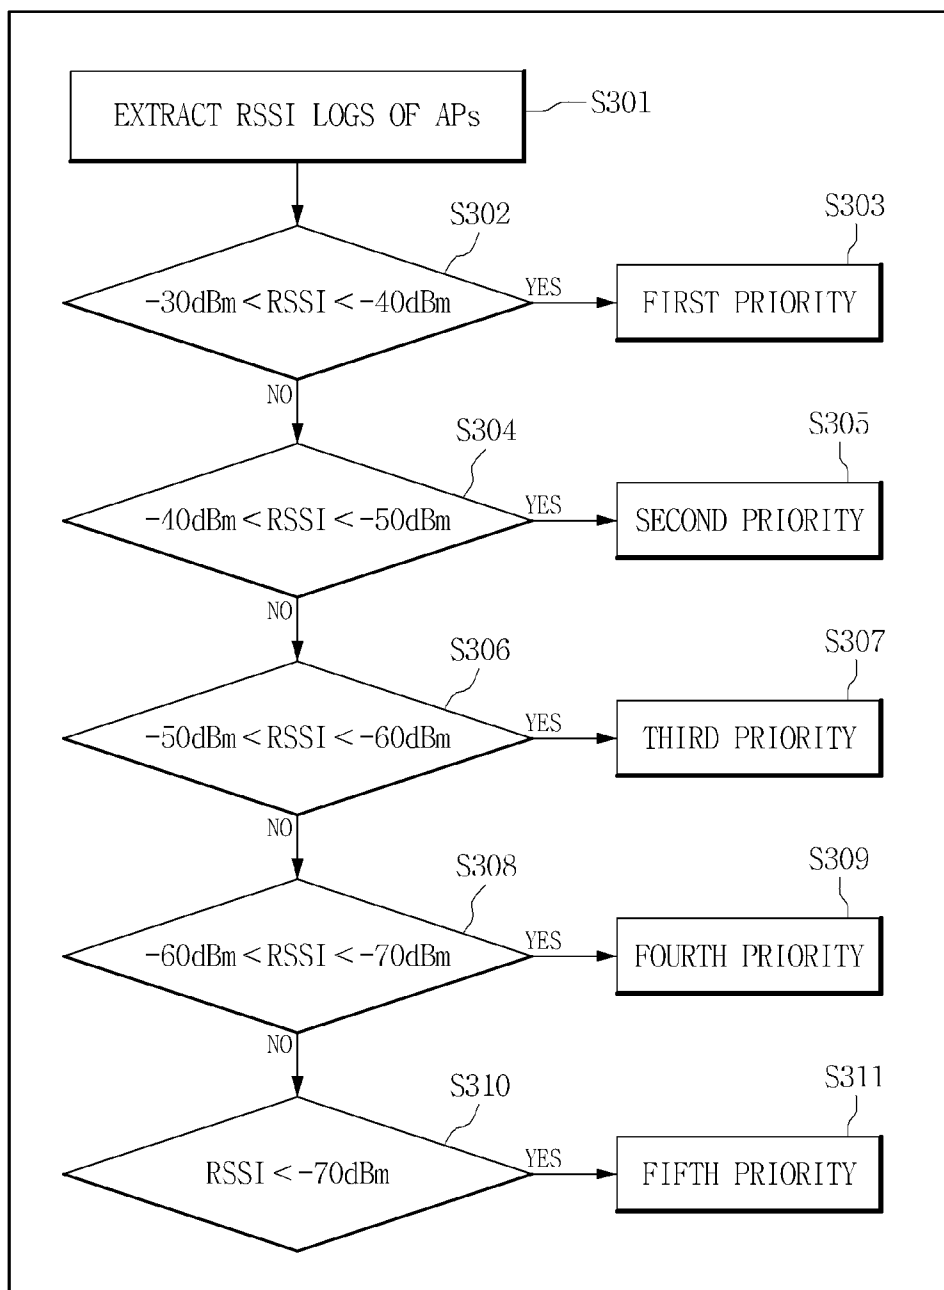 EXTRACT RSSI LOGS OF APs
S301
S302
-30dBm<RSSI<-40dBm
YES
S303
FIRST PRIORITY
NO
S304
-40dBm<RSSI<-50dBm
YES
S305
SECOND PRIORITY
NO
S306
-50dBm<RSSI<-60dBm
YES
S307
THIRD PRIORITY
NO
S308
-60dBm<RSSI<-70dBm
YES
S309
FOURTH PRIORITY
NO
S310
RSSI<-70dBm
YES
S311
FIFTH PRIORITY